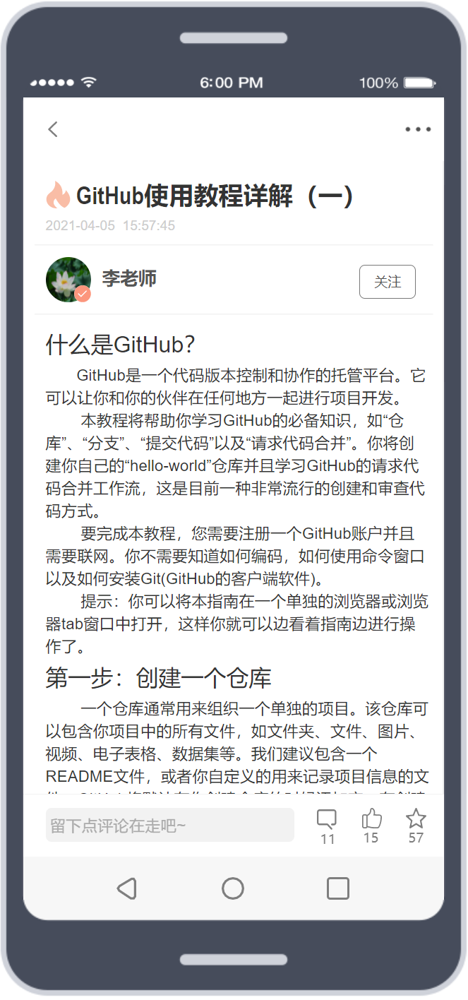 6:00 PM
100%
GitHub使用教程详解（一）
2021-04-05 15:57:45
李老师
关注
什么是GitHub？
GitHub是一个代码版本控制和协作的托管平台。它
可以让你和你的伙伴在任何地方一起进行项目开发。
本教程将帮助你学习GitHub的必备知识，如“仓
库”、“分支”、“提交代码”以及“请求代码合并”。你将创
建你自己的“hello-world”仓库并且学习GitHub的请求代
码合并工作流，这是目前一种非常流行的创建和审查代
码方式。
要完成本教程，您需要注册一个GitHub账户并且
需要联网。你不需要知道如何编码，如何使用命令窗口
以及如何安装Git(GitHub的客户端软件)。
提示：你可以将本指南在一个单独的浏览器或浏览
器tab窗口中打开，这样你就可以边看着指南边进行操
作了。
第一步：创建一个仓库
一个仓库通常用来组织一个单独的项目。该仓库可
以包含你项目中的所有文件，如文件夹、文件、图片、
视频、电子表格、数据集等。我们建议包含一个
README文件，或者你自定义的用来记录项目信息的文
留下点评论在走吧~
11
15
57